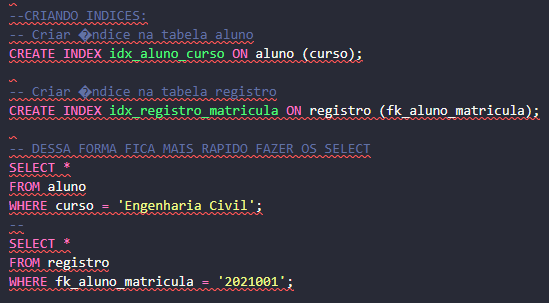 --CRIANDO INDICES:
-- Criar �ndice na tabela aluno
CREATE INDEX idx_aluno_curso ON aluno (curso);
-- Criar �ndice na tabela registro
CREATE INDEX idx_registro_matricula ON registro (fk_aluno_matricula);
-- DESSA FORMA FICA MAIS RAPIDO FAZER OS SELECT
SELECT *
FROM aluno
WHERE curso = 'Engenharia Civil';
--
SELECT *
FROM registro
WHERE fk_aluno_matricula = '2021001';